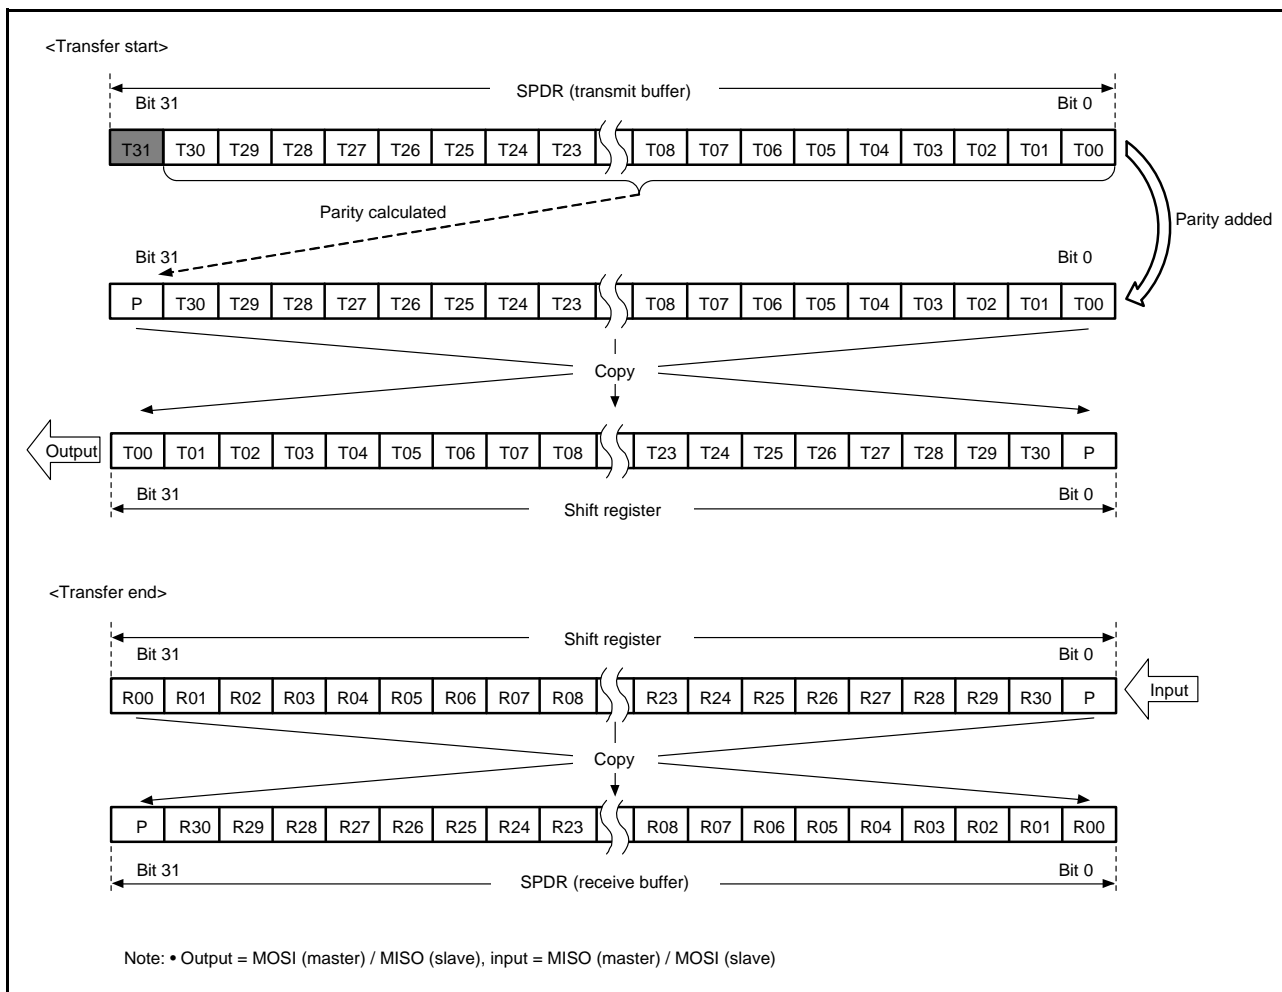 <Transfer start>
SPDR (transmit buffer)
Bit 31 Bit 0
T31 T30 T29 T28 T27 T26 T25 T24 T23 T08 T07 T06 T05 T04 T03 T02 T01 T00
Parity calculated
Parity added
Bit 31 Bit 0
P T30 T29 T28 T27 T26 T25 T24 T23 T08 T07 T06 T05 T04 T03 T02 T01 T00
Copy
Output
T00 T01 T02 T03 T04 T05 T06 T07 T08 T23 T24 T25 T26 T27 T28 T29 T30 P
Bit 31 Bit 0
Shift register
<Transfer end>
Shift register
Bit 31 Bit 0
R00 R01 R02 R03 R04 R05 R06 R07 R08 R23 R24 R25 R26 R27 R28 R29 R30 P
Input
Copy
P R30 R29 R28 R27 R26 R25 R24 R23 R08 R07 R06 R05 R04 R03 R02 R01 R00
Bit 31 Bit 0
SPDR (receive buffer)
Note: • Output = MOSI (master) / MISO (slave), input = MISO (master) / MOSI (slave)